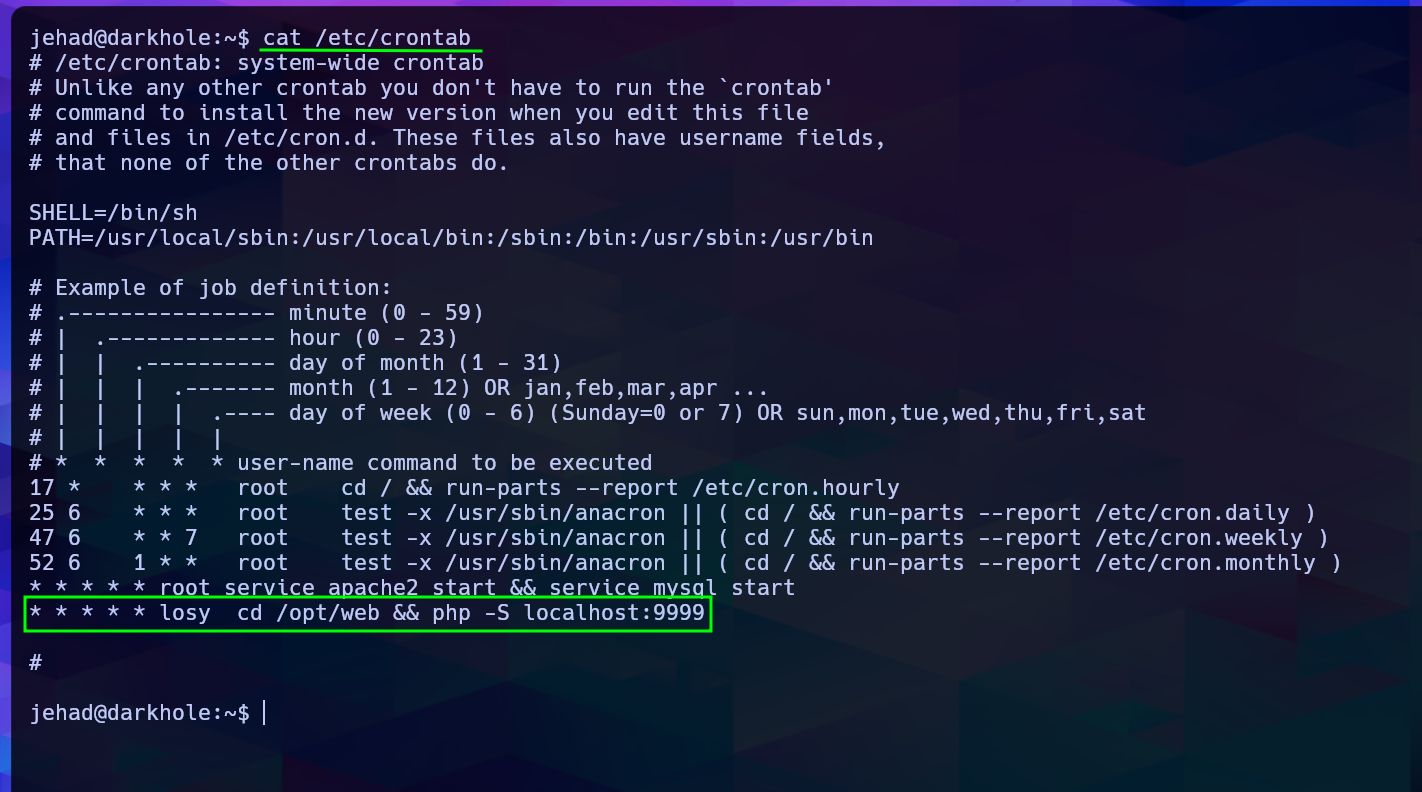 jehad@darkhole:~$ cat /etc/crontab
# /etc/crontab: system-wide crontab
# Unlike any other crontab you don't have to run the `crontab'
# command to install the new version when you edit this file
# and files in /etc/cron.d. These files also have username fields,
# that none of the other crontabs do.

SHELL=/bin/sh
PATH=/usr/local/sbin:/usr/local/bin:/sbin:/bin:/usr/sbin:/usr/bin

# Example of job definition:
# .---------------- minute (0 - 59)
# |  .------------- hour (0 - 23)
# |  |  .---------- day of month (1 - 31)
# |  |  |  .------- month (1 - 12) OR jan,feb,mar,apr ...
# |  |  |  |  .---- day of week (0 - 6) (Sunday=0 or 7) OR sun,mon,tue,wed,thu,fri,sat
# |  |  |  |  |
# *  *  *  *  * user-name command to be executed
17 *    * * *   root    cd / && run-parts --report /etc/cron.hourly
25 6    * * *   root    test -x /usr/sbin/anacron || ( cd / && run-parts --report /etc/cron.daily )
47 6    * * 7   root    test -x /usr/sbin/anacron || ( cd / && run-parts --report /etc/cron.weekly )
52 6    1 * *   root    test -x /usr/sbin/anacron || ( cd / && run-parts --report /etc/cron.monthly )
* * * * * root service apache2 start && service mysql start
* * * * * losy  cd /opt/web && php -S localhost:9999

#

jehad@darkhole:~$